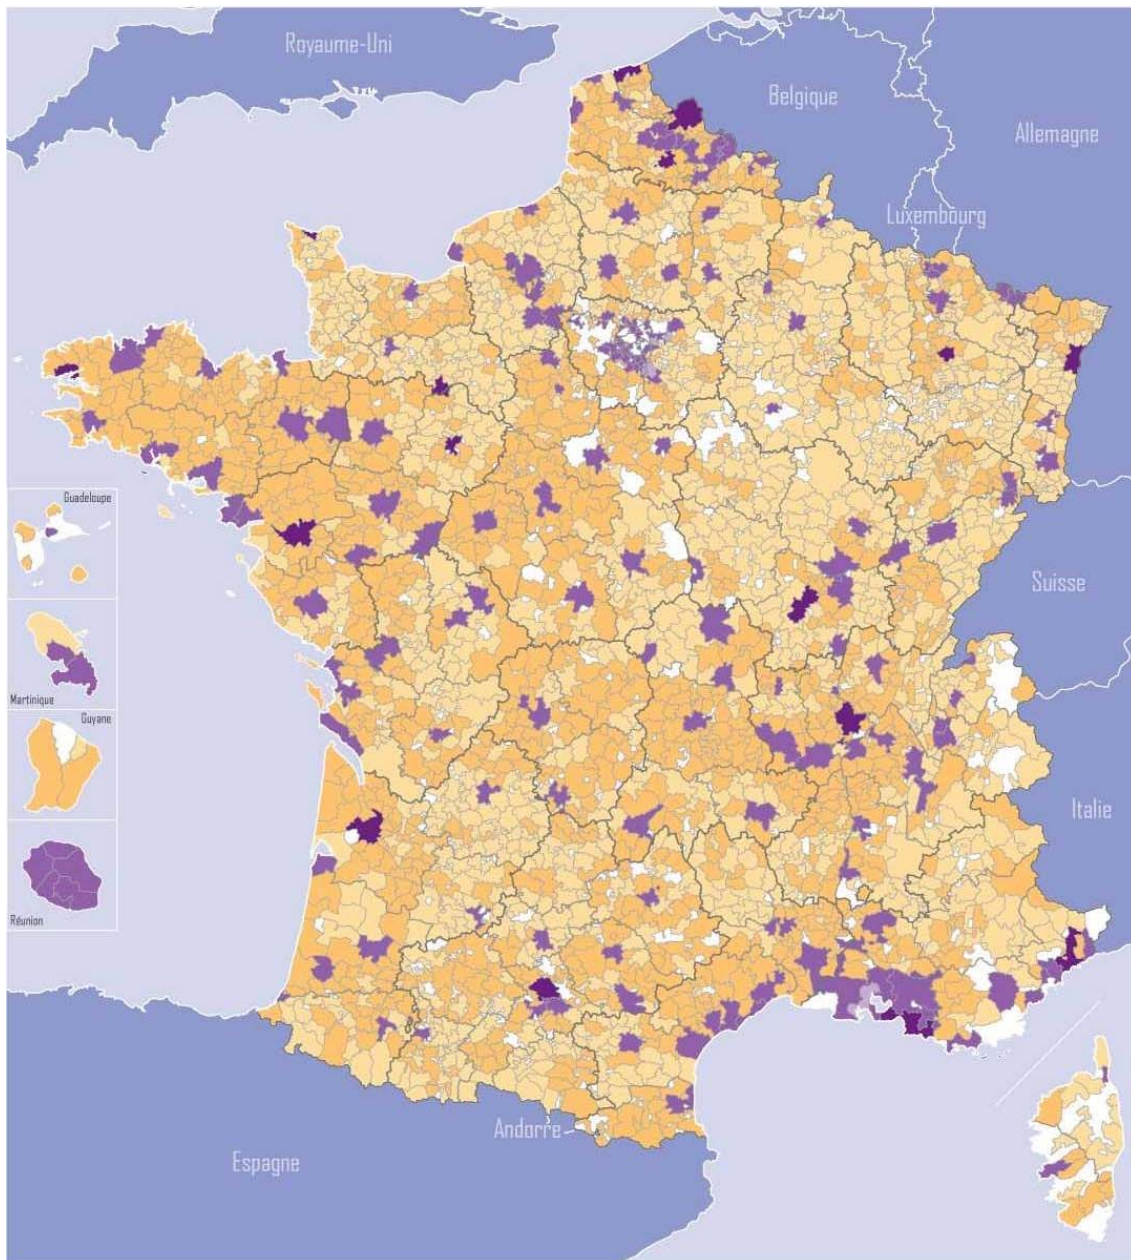 Royaume-Uni
Belgique
Allemagne
Luxembourg
Guadeloupe
Suisse
Martinique
Guyane
Italie
Réunion
Andorre
Espagne